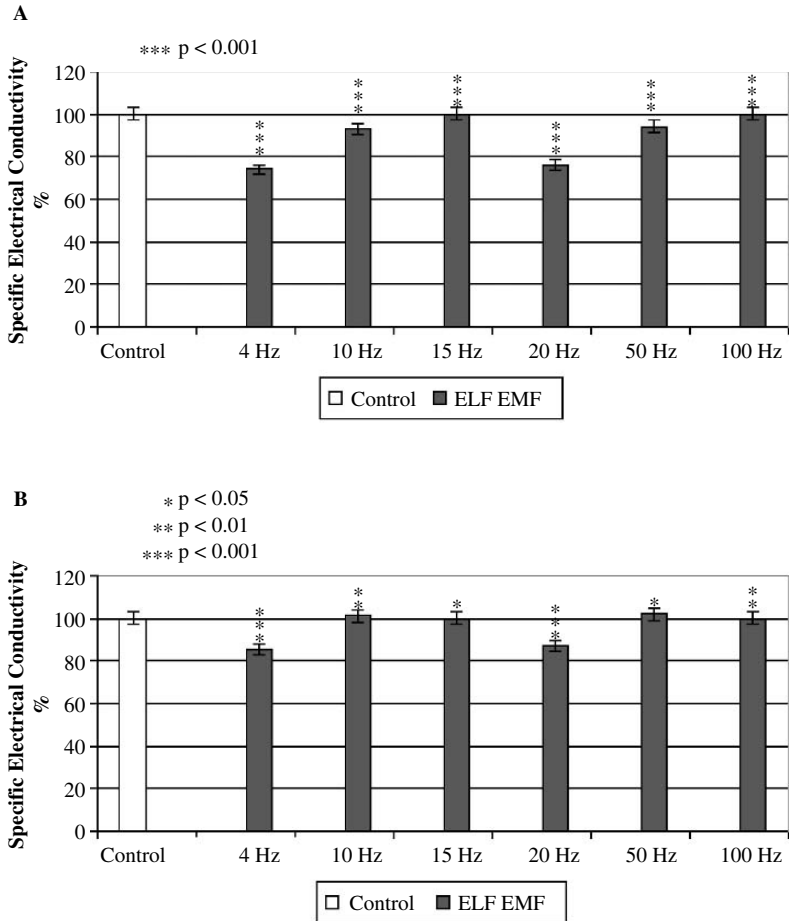 A
*** p < 0.001
Specific Electrical Conductivity
%
120
100
80
60
40
20
0
***
***
***
***
***
***
Control 4 Hz 10 Hz 15 Hz 20 Hz 50 Hz 100 Hz
Control ELF EMF
B
* p < 0.05
** p < 0.01
*** p < 0.001
Specific Electrical Conductivity
%
120
100
80
60
40
20
0
***
**
*
***
*
**
Control 4 Hz 10 Hz 15 Hz 20 Hz 50 Hz 100 Hz
Control ELF EMF